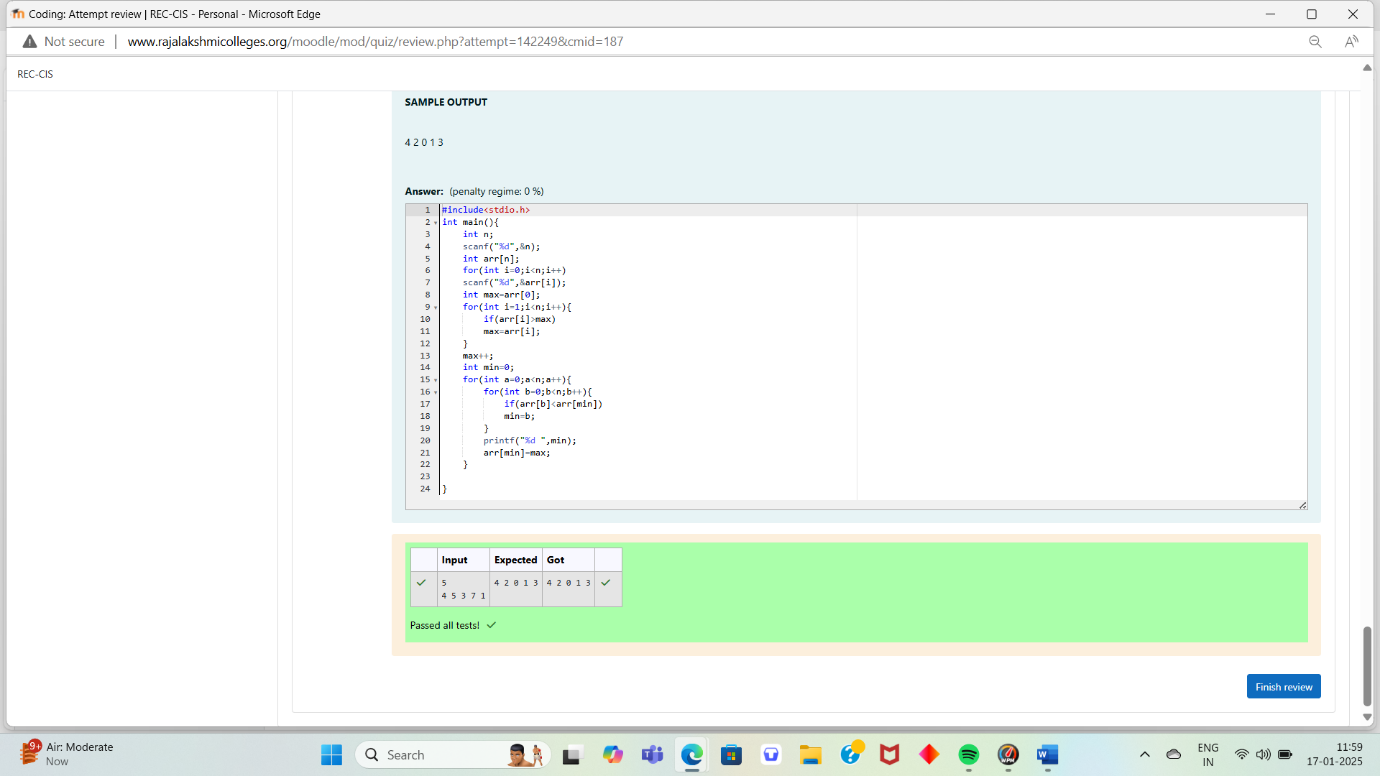 Coding: Attempt review | REC-CIS - Personal - Microsoft Edge
Not secure | www.rajalakshmicolleges.org/moodle/mod/quiz/review.php?attempt=142249&cmid=187
REC-CIS
SAMPLE OUTPUT
4 2 0 1 3
Answer: (penalty regime: 0 %)
1 #include<stdio.h>
2 int main(){
3 int n;
4 scanf("%d",&n);
5 int arr[n];
6 for(int i=0;i<n;i++)
7 scanf("%d",&arr[i]);
8 int max=arr[0];
9 for(int i=1;i<n;i++){
10 if(arr[i]>max)
11 max=arr[i];
12 }
13 max++;
14 int min=0;
15 for(int a=0;a<n;a++){
16 for(int b=0;b<n;b++){
17 if(arr[b]<arr[min])
18 min=b;
19 }
20 printf("%d ",min);
21 arr[min]=max;
22 }
23
24 }
Input Expected Got
5 4 2 0 1 3 4 2 0 1 3
4 5 3 7 1
Passed all tests!
Finish review
9+ Air: Moderate
Now
Search
ENG
IN
11:59
17-01-2025